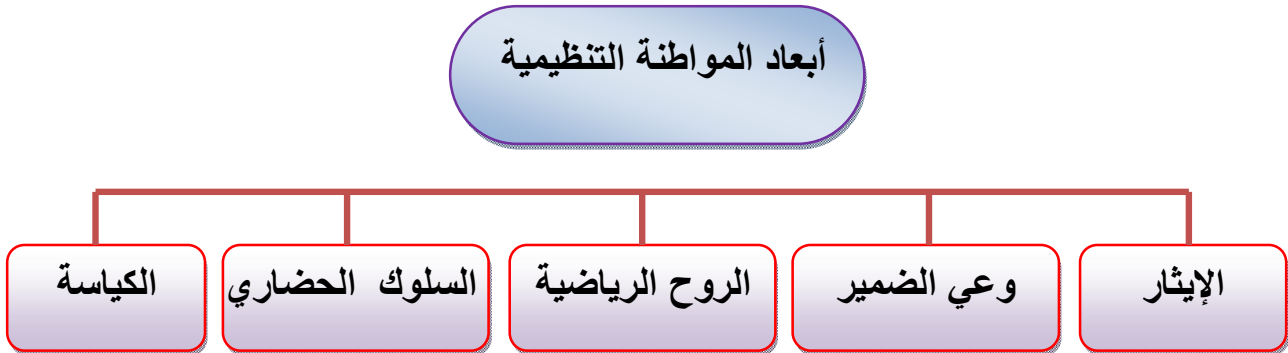 أبعاد المواطنة التنظيمية
الإيثار
وعي الضمير
الروح الرياضية
السلوك الحضاري
الكياسة